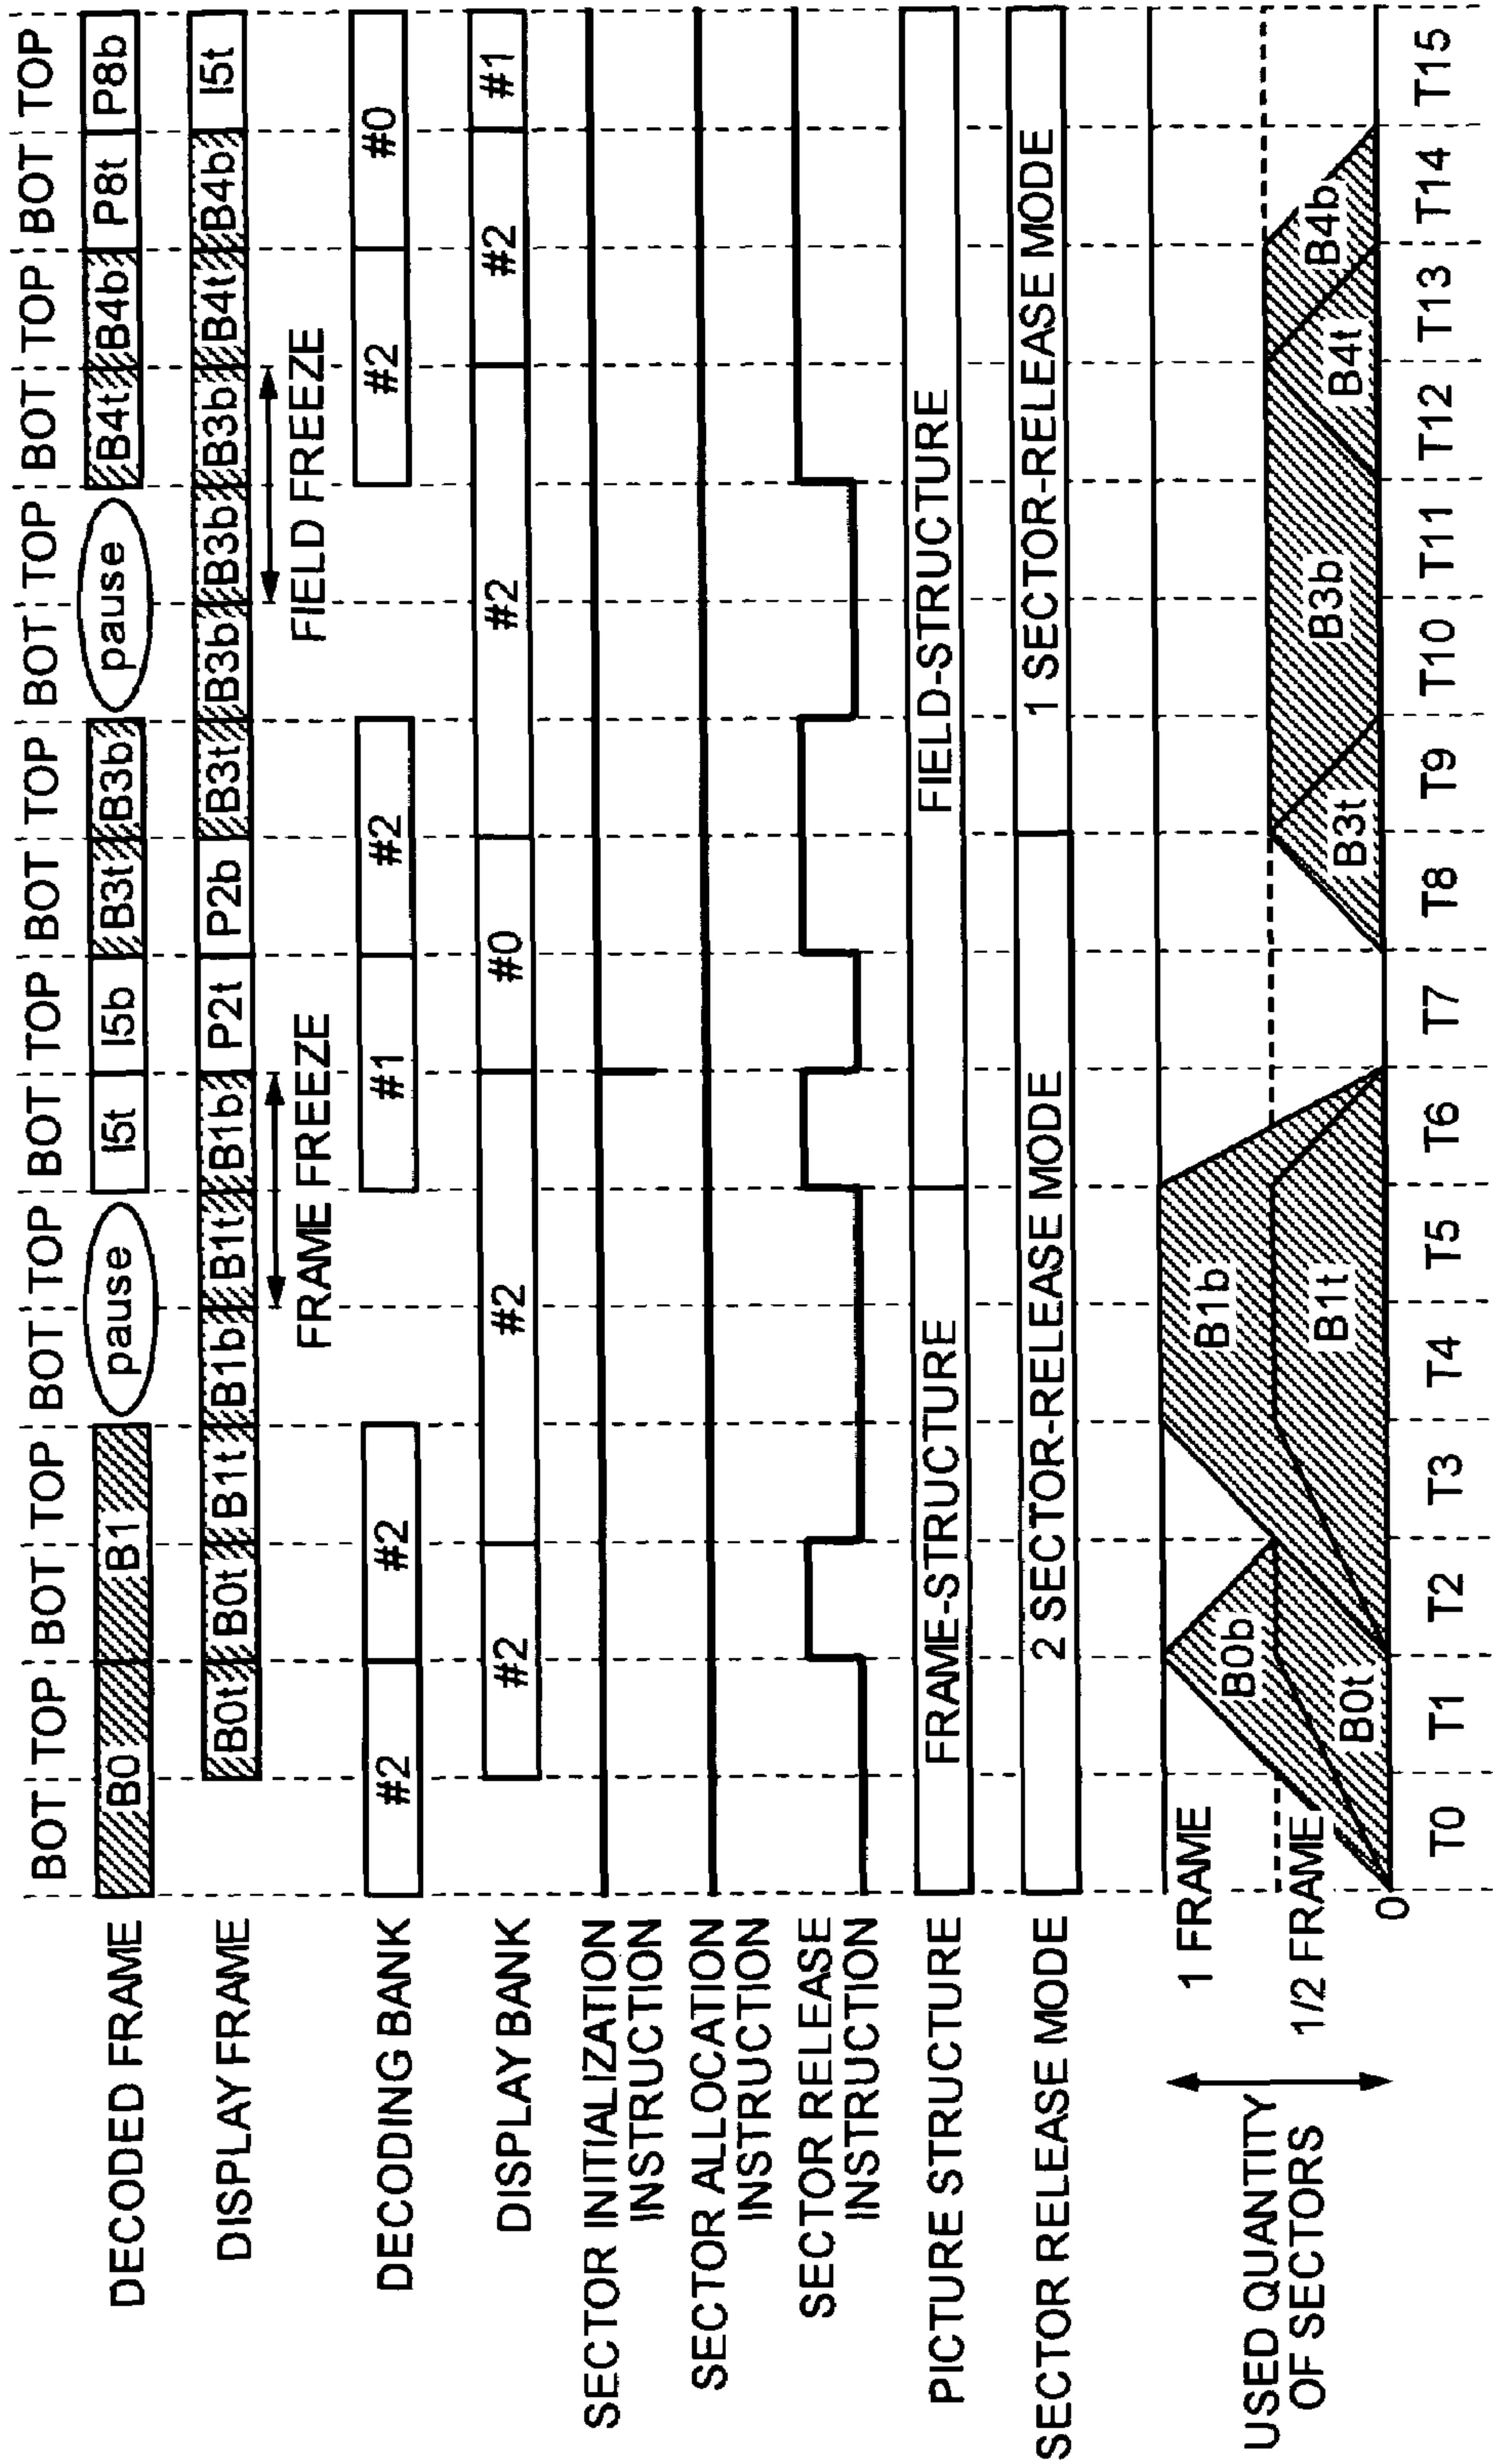 BOT TOP BOT TOP BOT TOP BOT TOP BOT TOP BOT TOP BOT TOP BOT TOP
DECODED FRAME B0 B1 pause I5t I5b B3t B3b pause B4t B4b P8t P8b
DISPLAY FRAME B0t B0t B1t B1b B1t B1b P2t P2b B3t B3b B3b B3b B4t B4b I5t
FRAME FREEZE FIELD FREEZE
DECODING BANK #2 #2 #1 #2 #2 #0
DISPLAY BANK #2 #2 #0 #2 #2 #1
SECTOR INITIALIZATION
INSTRUCTION
SECTOR ALLOCATION
INSTRUCTION
SECTOR RELEASE
INSTRUCTION
PICTURE STRUCTURE FRAME-STRUCTURE FIELD-STRUCTURE
SECTOR RELEASE MODE 2 SECTOR-RELEASE MODE 1 SECTOR-RELEASE MODE
USED QUANTITY
OF SECTORS
1 FRAME
1/2 FRAME
0
B0b B1b
B0t B1t B3t B3b B4t B4b
T0 T1 T2 T3 T4 T5 T6 T7 T8 T9 T10 T11 T12 T13 T14 T15